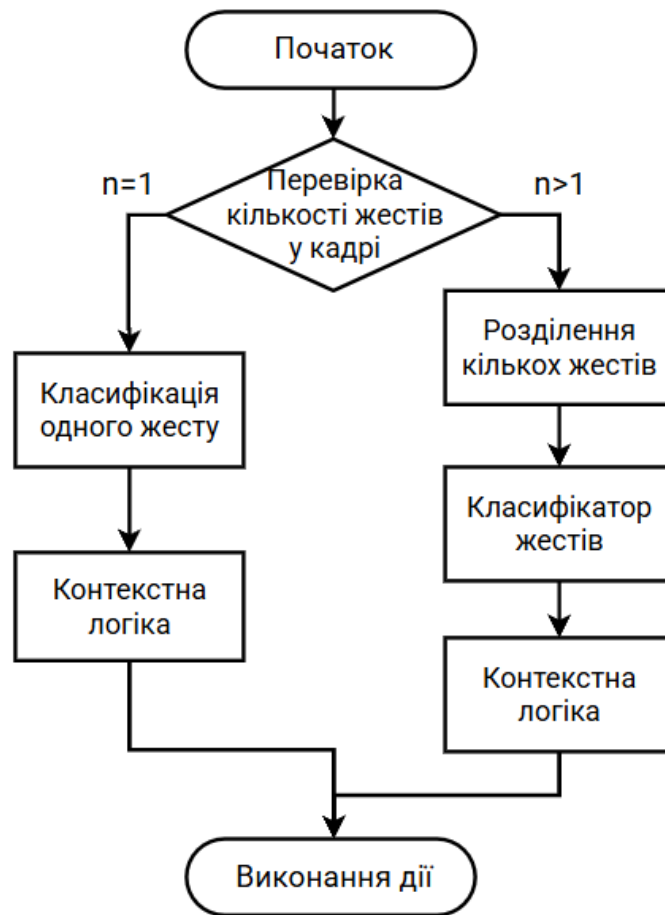 Початок
n=1
Перевірка
кількості жестів
у кадрі
n>1
Класифікація
одного жесту
Контекстна
логіка
Розділення
кількох жестів
Класифікатор
жестів
Контекстна
логіка
Виконання дії